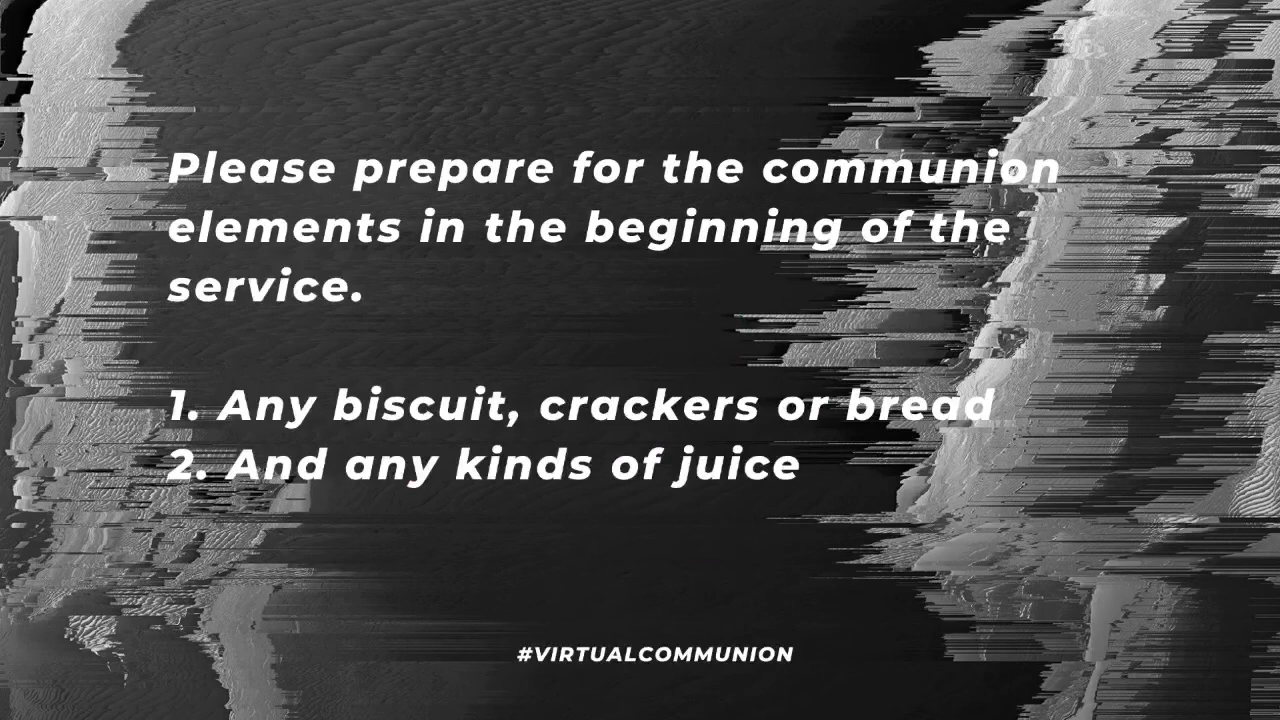 Please prepare for the communion
elements in the beginning of the
service.
1. Any biscuit, crackers or bread
2. And any kinds of juice
#VIRTUALCOMMUNION